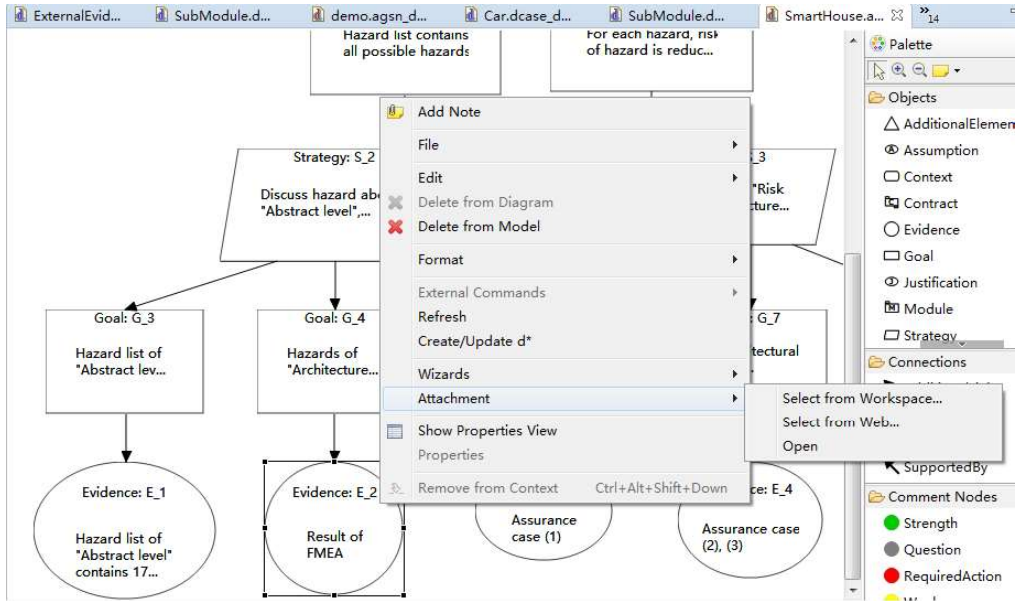 ExternalEvid...
SubModule.d...
demo.agsn_d...
Car.dcase_d...
SubModule.d...
SmartHouse.a...
»14
Hazard list contains
all possible hazards
For each hazard, risk
of hazard is reduc...
Strategy: S_2
Discuss hazard abo
"Abstract level",...
_3
"Risk
cture...
Goal: G_3
Hazard list of
"Abstract lev...
Goal: G_4
Hazards of
"Architecture...
: G_7
tectural
Evidence: E_1
Hazard list of
"Abstract level"
contains 17...
Evidence: E_2
Result of
FMEA
Assurance
case (1)
ce: E_4
Assurance case
(2), (3)
Add Note
File
Edit
Delete from Diagram
Delete from Model
Format
External Commands
Refresh
Create/Update d*
Wizards
Attachment
Show Properties View
Properties
Remove from Context Ctrl+Alt+Shift+Down
Select from Workspace...
Select from Web...
Open
Palette
Objects
AdditionalElemen
Assumption
Context
Contract
Evidence
Goal
Justification
Module
Strategy
Connections
SupportedBy
Comment Nodes
Strength
Question
RequiredAction